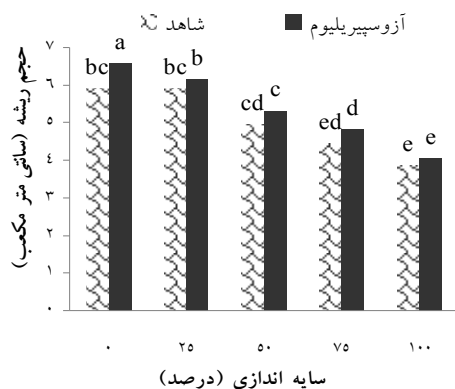 آزوسپیریلیوم شاهد
حجم ریشه (سانتی متر مکعب)
۷
۶
۵
۴
۳
۲
۱
۰
bc a
bc b
cd c
ed d
e e
۰ ۲۵ ۵۰ ۷۵ ۱۰۰
سایه اندازی (درصد)